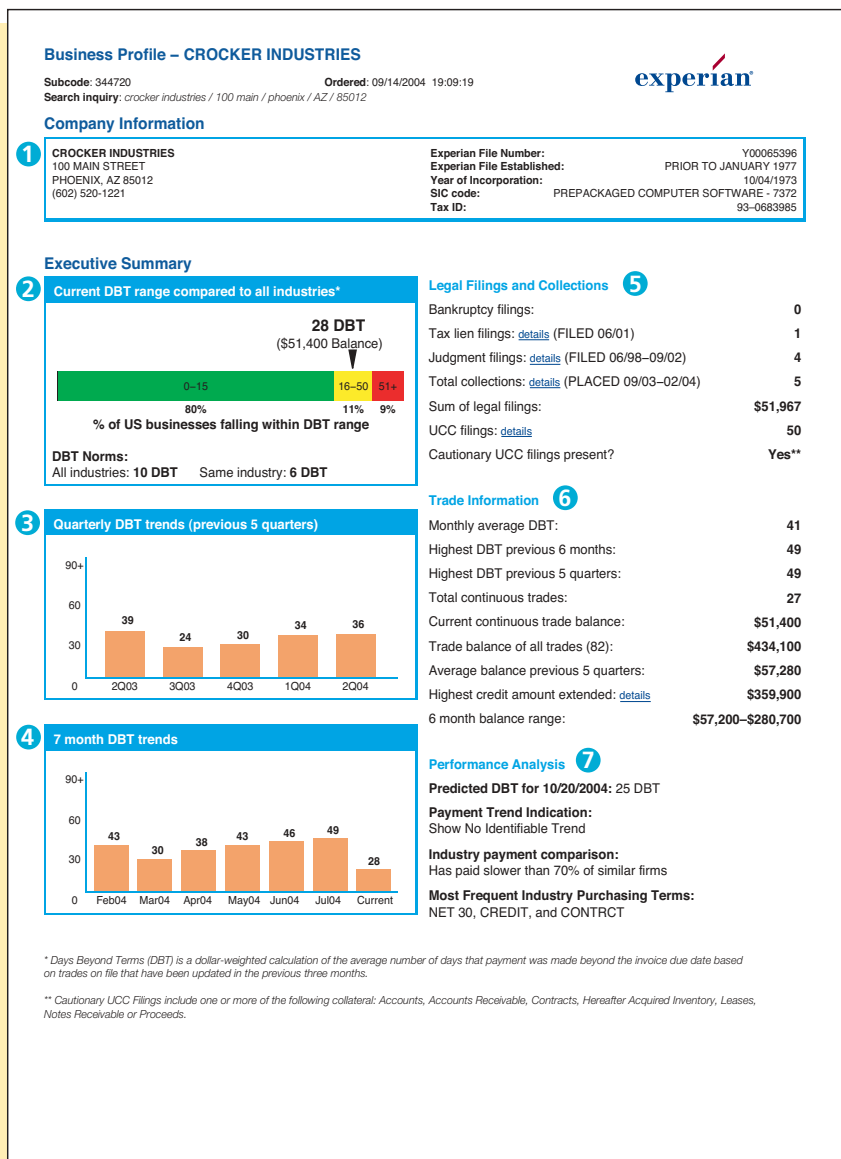 Business Profile – CROCKER INDUSTRIES
experian
Subcode: 344720 Ordered: 09/14/2004 19:09:19
Search inquiry: crocker industries / 100 main / phoenix / AZ / 85012
Company Information
1
CROCKER INDUSTRIES
100 MAIN STREET
PHOENIX, AZ 85012
(602) 520-1221
Experian File Number: Y00065396
Experian File Established: PRIOR TO JANUARY 1977
Year of Incorporation: 10/04/1973
SIC code: PREPACKAGED COMPUTER SOFTWARE - 7372
Tax ID: 93–0683985
Executive Summary
2
Current DBT range compared to all industries*
28 DBT
($51,400 Balance)
0–15 16–50 51+
80% 11% 9%
% of US businesses falling within DBT range
DBT Norms:
All industries: 10 DBT Same industry: 6 DBT
3
Quarterly DBT trends (previous 5 quarters)
90+
60
30
0
39 24 30 34 36
2Q03 3Q03 4Q03 1Q04 2Q04
4
7 month DBT trends
90+
60
30
0
43 30 38 43 46 49 28
Feb04 Mar04 Apr04 May04 Jun04 Jul04 Current
Legal Filings and Collections 5
Bankruptcy filings: 0
Tax lien filings: details (FILED 06/01) 1
Judgment filings: details (FILED 06/98–09/02) 4
Total collections: details (PLACED 09/03–02/04) 5
Sum of legal filings: $51,967
UCC filings: details 50
Cautionary UCC filings present? Yes**
Trade Information 6
Monthly average DBT: 41
Highest DBT previous 6 months: 49
Highest DBT previous 5 quarters: 49
Total continuous trades: 27
Current continuous trade balance: $51,400
Trade balance of all trades (82): $434,100
Average balance previous 5 quarters: $57,280
Highest credit amount extended: details $359,900
6 month balance range: $57,200–$280,700
Performance Analysis 7
Predicted DBT for 10/20/2004: 25 DBT
Payment Trend Indication:
Show No Identifiable Trend
Industry payment comparison:
Has paid slower than 70% of similar firms
Most Frequent Industry Purchasing Terms:
NET 30, CREDIT, and CONTRCT
* Days Beyond Terms (DBT) is a dollar-weighted calculation of the average number of days that payment was made beyond the invoice due date based
on trades on file that have been updated in the previous three months.
** Cautionary UCC Filings include one or more of the following collateral: Accounts, Accounts Receivable, Contracts, Hereafter Acquired Inventory, Leases,
Notes Receivable or Proceeds.